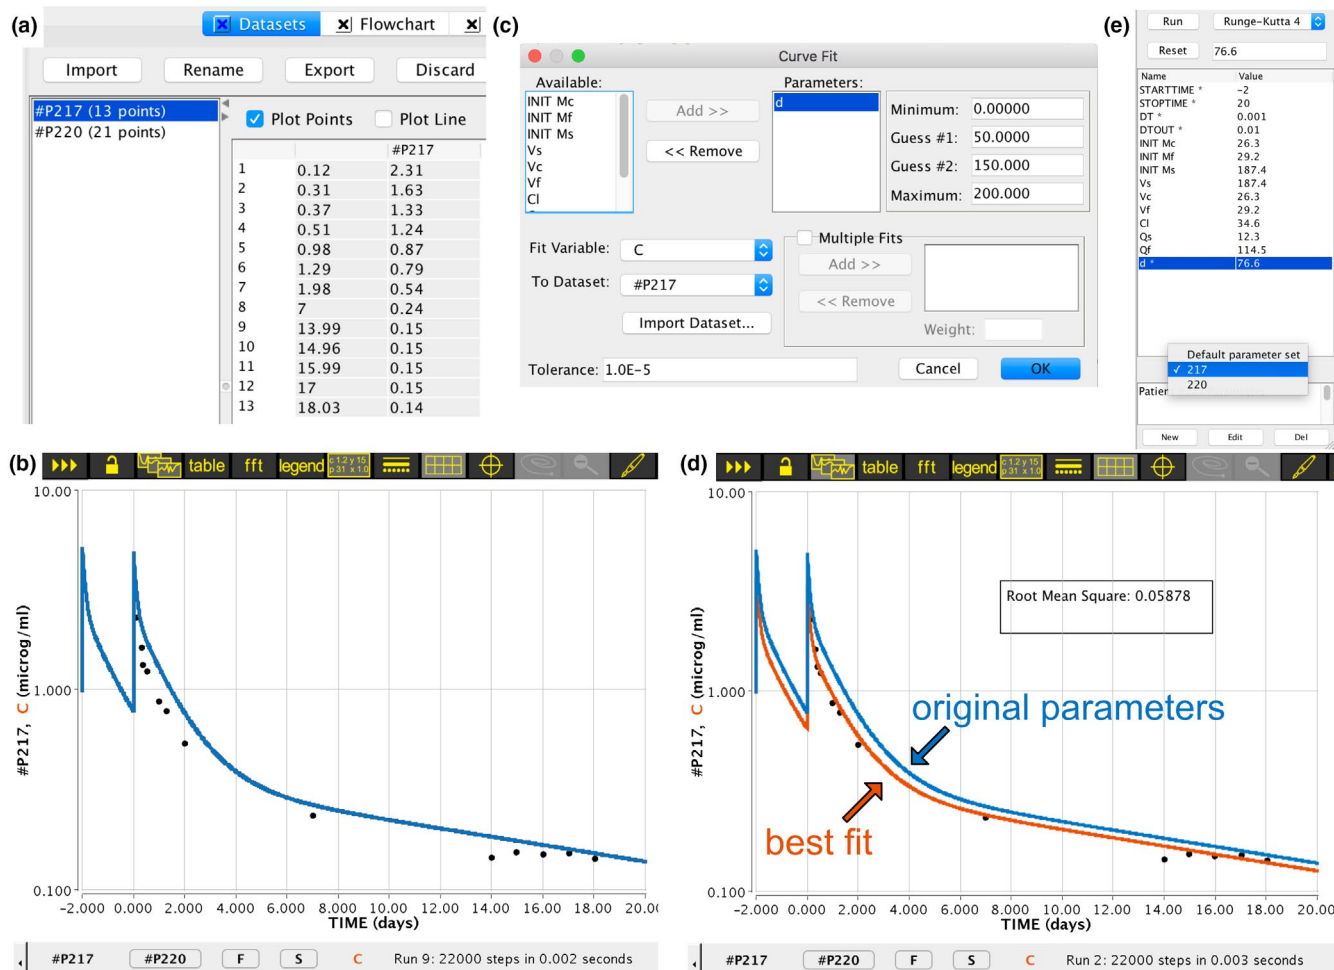 (a)
Datasets
Flowchart
Import
Rename
Export
Discard
#P217 (13 points)
#P220 (21 points)
Plot Points
Plot Line
#P217
1 0.12 2.31
2 0.31 1.63
3 0.37 1.33
4 0.51 1.24
5 0.98 0.87
6 1.29 0.79
7 1.98 0.54
8 7 0.24
9 13.99 0.15
10 14.96 0.15
11 15.99 0.15
12 17 0.15
13 18.03 0.14
(c)
Curve Fit
Available:
INIT Mc
INIT Mf
INIT Ms
Vs
Vc
Vf
Cl
Add >>
<< Remove
Parameters:
d
Minimum: 0.00000
Guess #1: 50.0000
Guess #2: 150.000
Maximum: 200.000
Fit Variable: C
To Dataset: #P217
Import Dataset...
Multiple Fits
Add >>
<< Remove
Weight:
Tolerance: 1.0E-5
Cancel
OK
(e)
Run
Runge-Kutta 4
Reset
76.6
Name Value
STARTTIME * -2
STOPTIME * 20
DT * 0.001
DTOUT * 0.01
INIT Mc 26.3
INIT Mf 29.2
INIT Ms 187.4
Vs 187.4
Vc 26.3
Vf 29.2
Cl 34.6
Qs 12.3
Qf 114.5
d * 76.6
Default parameter set
✓ 217
220
Patien
New
Edit
Del
(b)
table
fft
legend
c 1.2 y 15
p 31 x 1.0
10.00
1.000
0.100
#P217, C (microg/ml)
-2.000 0.000 2.000 4.000 6.000 8.000 10.00 12.00 14.00 16.00 18.00 20.00
TIME (days)
#P217
#P220
F
S
C
Run 9: 22000 steps in 0.002 seconds
(d)
table
fft
legend
c 1.2 y 15
p 31 x 1.0
10.00
1.000
0.100
#P217, C (microg/ml)
Root Mean Square: 0.05878
original parameters
best fit
-2.000 0.000 2.000 4.000 6.000 8.000 10.00 12.00 14.00 16.00 18.00 20.00
TIME (days)
#P217
#P220
F
S
C
Run 2: 22000 steps in 0.003 seconds